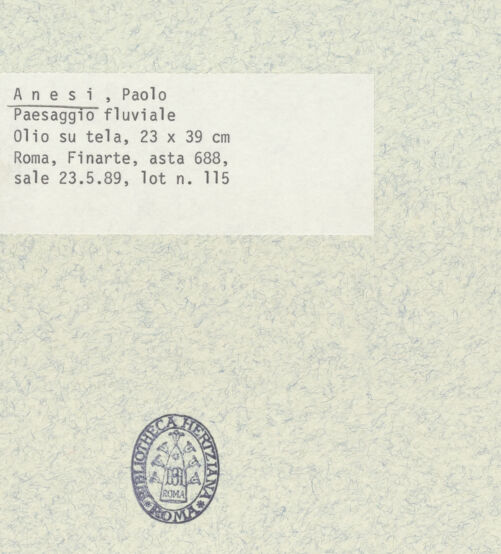 A n e s i , Paolo
Paesaggio fluviale
Olio su tela, 23 x 39 cm
Roma, Finarte, asta 688,
sale 23.5.89, lot n. 115
BIBLIOTHECA HERTZIANA
ROMA
ROMA